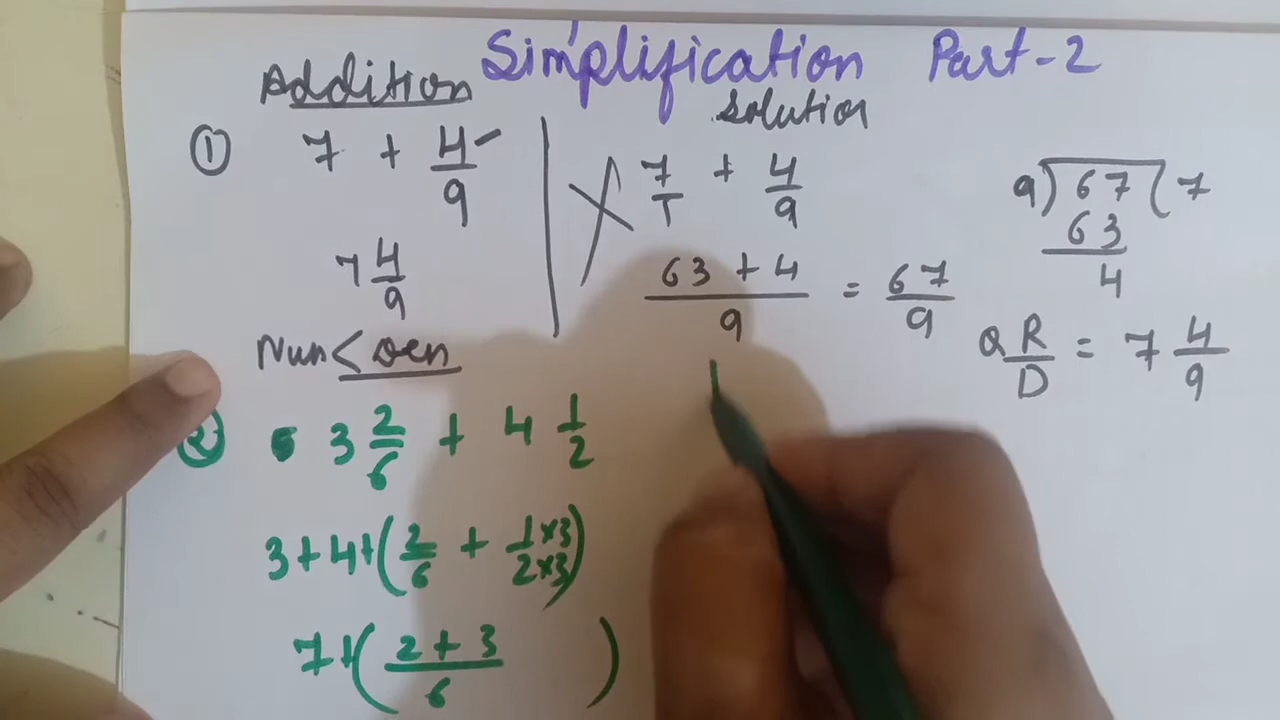 Simplification Part-2
Addition
Solution
① 7 + 4/9
7 4/9
Num < Den
7/1 + 4/9
(63 + 4)/9 = 67/9
9) 67 (7
63
4
Q R/D = 7 4/9
② 3 2/6 + 4 1/2
3+4+(2/6 + 1×3/2×3)
7+((2+3)/6)